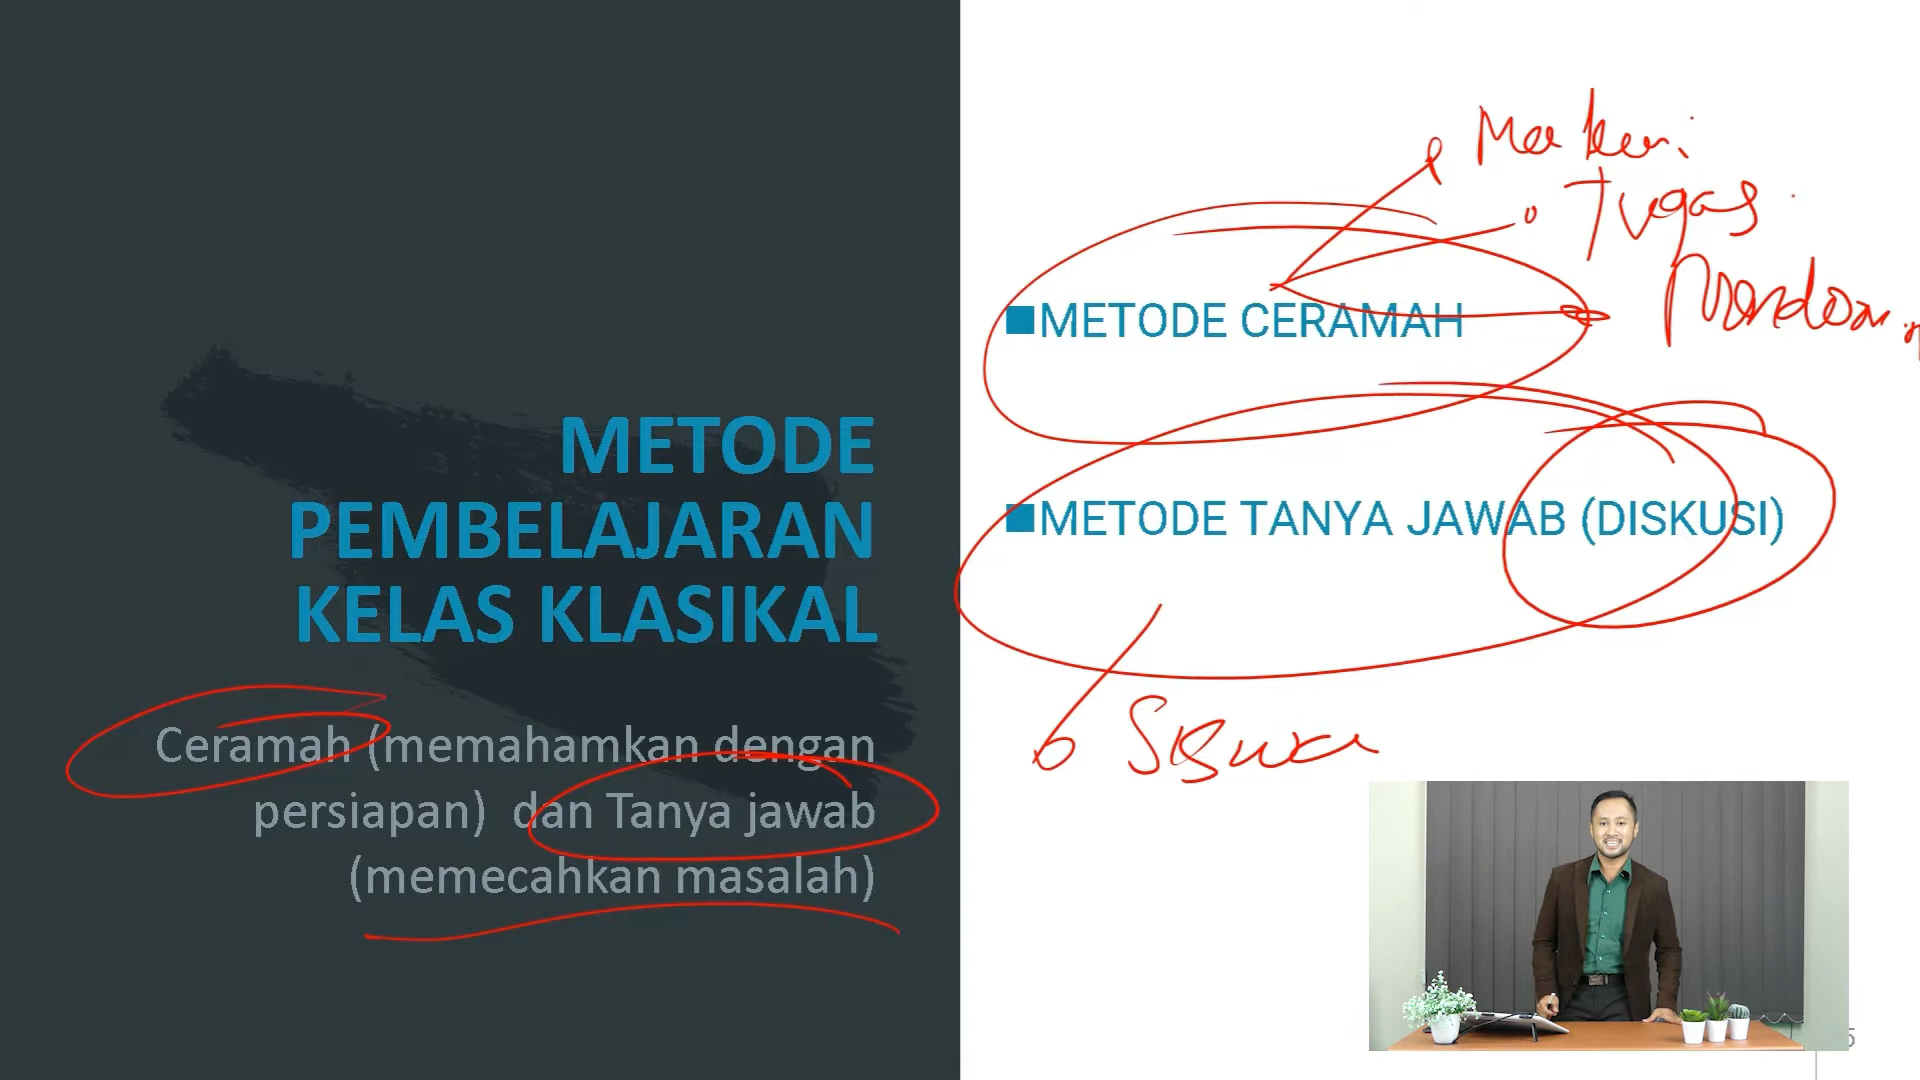 METODE
PEMBELAJARAN
KELAS KLASIKAL
Ceramah (memahamkan dengan
persiapan) dan Tanya jawab
(memecahkan masalah)
Tugas
■METODE CERAMAH
■METODE TANYA JAWAB (DISKUSI)
Siswa
5